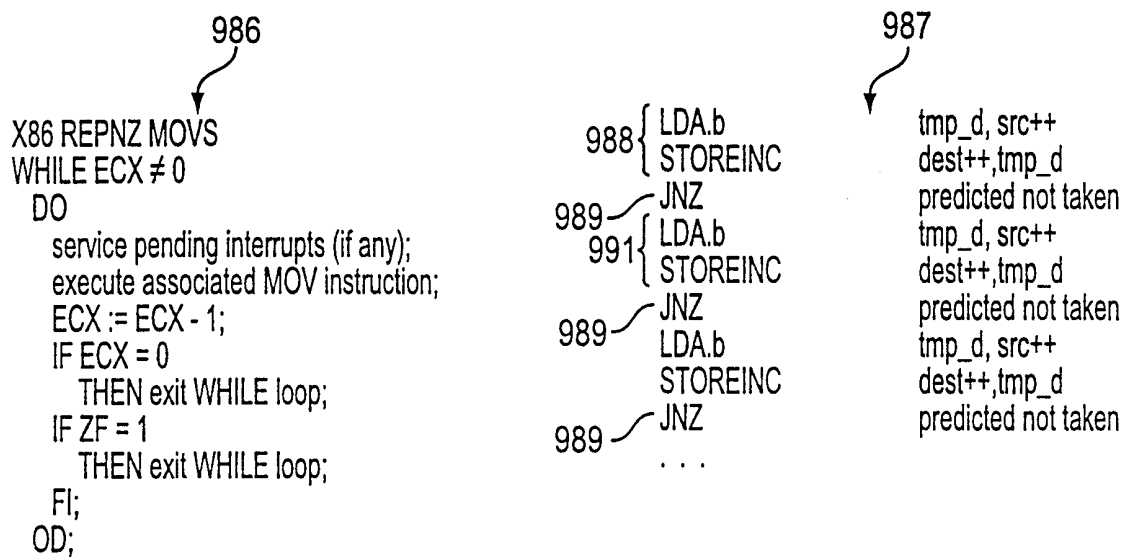 986
X86 REPNZ MOVS
WHILE ECX ≠ 0
DO
service pending interrupts (if any);
execute associated MOV instruction;
ECX := ECX - 1;
IF ECX = 0
THEN exit WHILE loop;
IF ZF = 1
THEN exit WHILE loop;
FI;
OD;
987
988 LDA.b tmp_d, src++
STOREINC dest++,tmp_d
989 JNZ predicted not taken
991 LDA.b tmp_d, src++
STOREINC dest++,tmp_d
989 JNZ predicted not taken
LDA.b tmp_d, src++
STOREINC dest++,tmp_d
989 JNZ predicted not taken
. . .